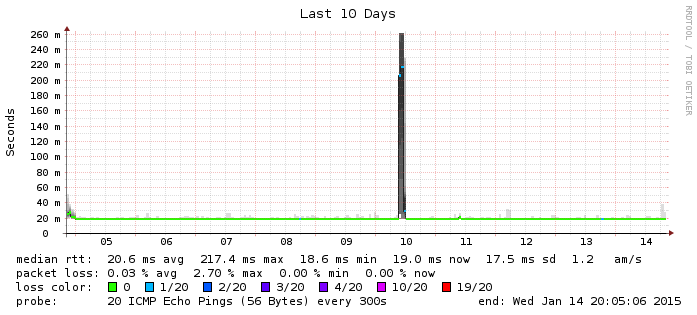 Last 10 Days
RRDTOOL / TOBI OETIKER
Seconds
260 m
240 m
220 m
200 m
180 m
160 m
140 m
120 m
100 m
80 m
60 m
40 m
20 m
0
05 06 07 08 09 10 11 12 13 14
median rtt: 20.6 ms avg 217.4 ms max 18.6 ms min 19.0 ms now 17.5 ms sd 1.2 am/s
packet loss: 0.03 % avg 2.70 % max 0.00 % min 0.00 % now
loss color: 0 1/20 2/20 3/20 4/20 10/20 19/20
probe: 20 ICMP Echo Pings (56 Bytes) every 300s end: Wed Jan 14 20:05:06 2015